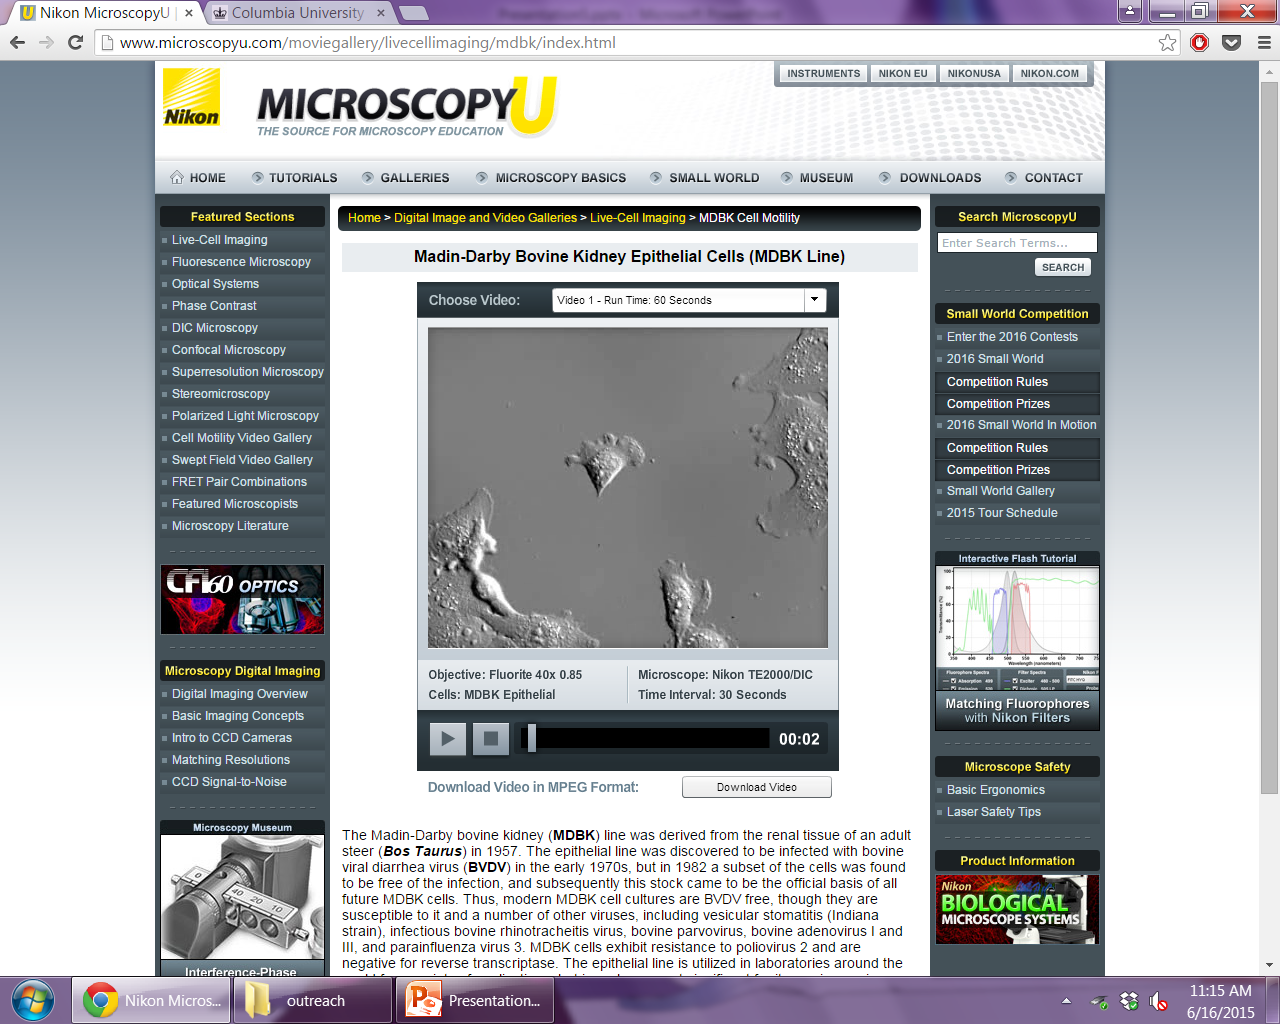 Nikon MicroscopyU |
Columbia University
www.microscopyu.com/moviegallery/livecellimaging/mdbk/index.html
Nikon
MICROSCOPYU
THE SOURCE FOR MICROSCOPY EDUCATION
INSTRUMENTS NIKON EU NIKONUSA NIKON.COM
HOME TUTORIALS GALLERIES MICROSCOPY BASICS SMALL WORLD MUSEUM DOWNLOADS CONTACT
Featured Sections
Live-Cell Imaging
Fluorescence Microscopy
Optical Systems
Phase Contrast
DIC Microscopy
Confocal Microscopy
Superresolution Microscopy
Stereomicroscopy
Polarized Light Microscopy
Cell Motility Video Gallery
Swept Field Video Gallery
FRET Pair Combinations
Featured Microscopists
Microscopy Literature
CFI60 OPTICS
Microscopy Digital Imaging
Digital Imaging Overview
Basic Imaging Concepts
Intro to CCD Cameras
Matching Resolutions
CCD Signal-to-Noise
Microscopy Museum
0 40 20 10
Interference-Phase
Home > Digital Image and Video Galleries > Live-Cell Imaging > MDBK Cell Motility
Madin-Darby Bovine Kidney Epithelial Cells (MDBK Line)
Choose Video: Video 1 - Run Time: 60 Seconds
Objective: Fluorite 40x 0.85 Microscope: Nikon TE2000/DIC
Cells: MDBK Epithelial Time Interval: 30 Seconds
00:02
Download Video in MPEG Format: Download Video
The Madin-Darby bovine kidney (MDBK) line was derived from the renal tissue of an adult
steer (Bos Taurus) in 1957. The epithelial line was discovered to be infected with bovine
viral diarrhea virus (BVDV) in the early 1970s, but in 1982 a subset of the cells was found
to be free of the infection, and subsequently this stock came to be the official basis of all
future MDBK cells. Thus, modern MDBK cell cultures are BVDV free, though they are
susceptible to it and a number of other viruses, including vesicular stomatitis (Indiana
strain), infectious bovine rhinotracheitis virus, bovine parvovirus, bovine adenovirus I and
III, and parainfluenza virus 3. MDBK cells exhibit resistance to poliovirus 2 and are
negative for reverse transcriptase. The epithelial line is utilized in laboratories around the
Search MicroscopyU
Enter Search Terms...
SEARCH
Small World Competition
Enter the 2016 Contests
2016 Small World
Competition Rules
Competition Prizes
2016 Small World In Motion
Competition Rules
Competition Prizes
Small World Gallery
2015 Tour Schedule
Interactive Flash Tutorial
Matching Fluorophores
with Nikon Filters
Microscope Safety
Basic Ergonomics
Laser Safety Tips
Product Information
Nikon
BIOLOGICAL
MICROSCOPE SYSTEMS
Nikon Micros... outreach Presentation...
11:15 AM
6/16/2015